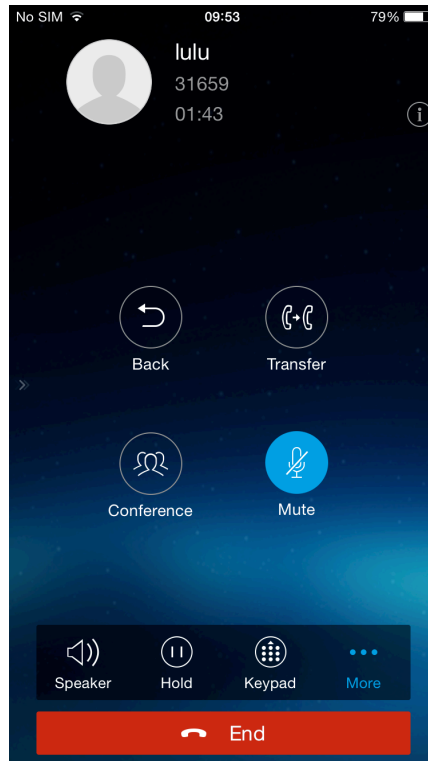 No SIM 09:53 79%
lulu
31659
01:43
i
Back Transfer
Conference Mute
Speaker Hold Keypad More
End